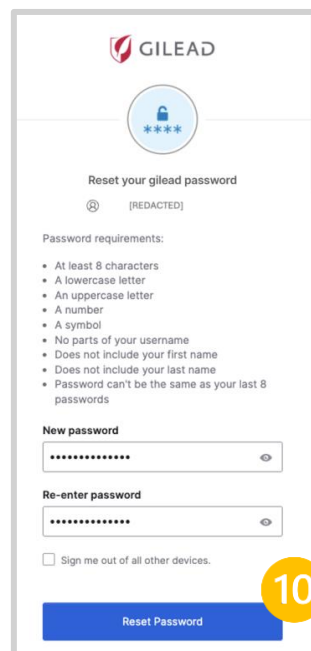 GILEAD
****
Reset your gilead password
[REDACTED]
Password requirements:
• At least 8 characters
• A lowercase letter
• An uppercase letter
• A number
• A symbol
• No parts of your username
• Does not include your first name
• Does not include your last name
• Password can't be the same as your last 8
passwords
New password
••••••••••••••
Re-enter password
••••••••••••••
Sign me out of all other devices.
10
Reset Password